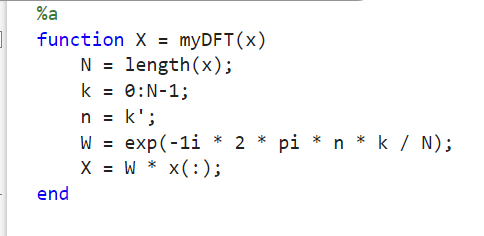 %a
function X = myDFT(x)
    N = length(x);
    k = 0:N-1;
    n = k';
    W = exp(-1i * 2 * pi * n * k / N);
    X = W * x(:);
end